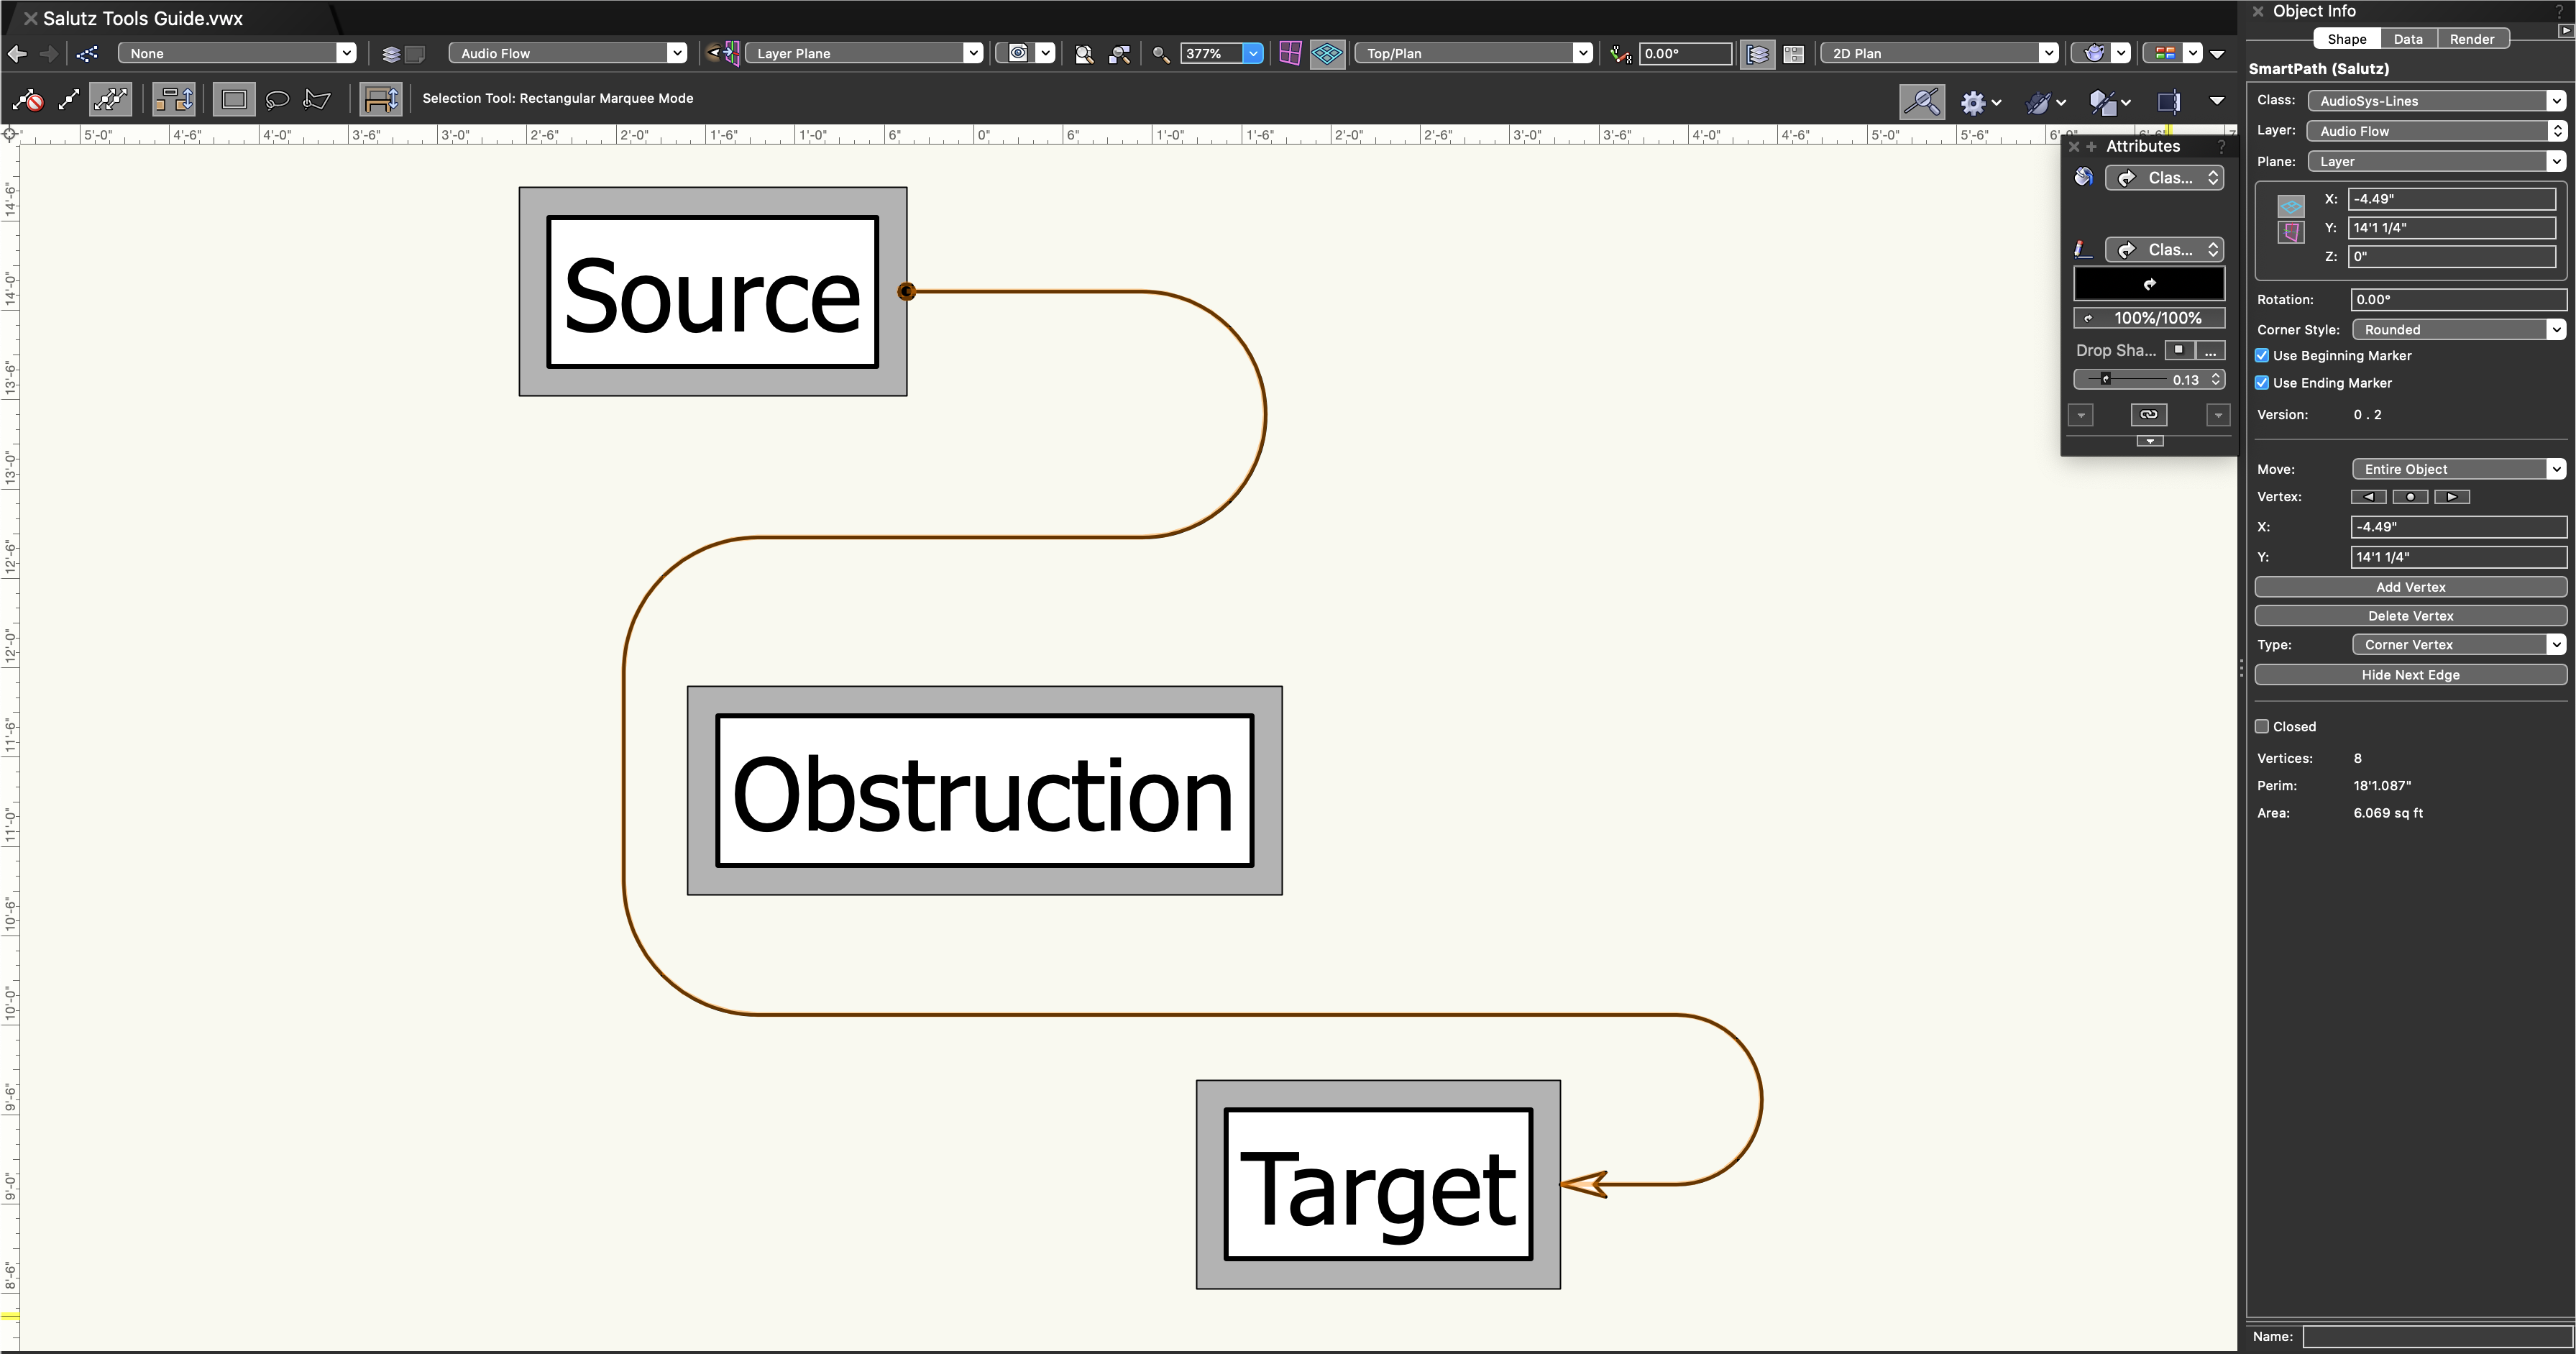 Salutz Tools Guide.vwx
None
Audio Flow
Layer Plane
377%
Top/Plan
0.00°
2D Plan
Selection Tool: Rectangular Marquee Mode
5'-0" 4'-6" 4'-0" 3'-6" 3'-0" 2'-6" 2'-0" 1'-6" 1'-0" 6" 0" 6" 1'-0" 1'-6" 2'-0" 2'-6" 3'-0" 3'-6" 4'-0" 4'-6" 5'-0" 5'-6" 6'-0" 6'-6"
14'-6"
14'-0"
13'-6"
13'-0"
12'-6"
12'-0"
11'-6"
11'-0"
10'-6"
10'-0"
9'-6"
9'-0"
8'-6"
Source
Obstruction
Target
Attributes ?
Clas...
Clas...
100%/100%
Drop Sha... ...
0.13
Object Info ?
Shape Data Render
SmartPath (Salutz)
Class: AudioSys-Lines
Layer: Audio Flow
Plane: Layer
X: -4.49"
Y: 14'1 1/4"
Z: 0"
Rotation: 0.00°
Corner Style: Rounded
Use Beginning Marker
Use Ending Marker
Version: 0 . 2
Move: Entire Object
Vertex:
X: -4.49"
Y: 14'1 1/4"
Add Vertex
Delete Vertex
Type: Corner Vertex
Hide Next Edge
Closed
Vertices: 8
Perim: 18'1.087"
Area: 6.069 sq ft
Name: